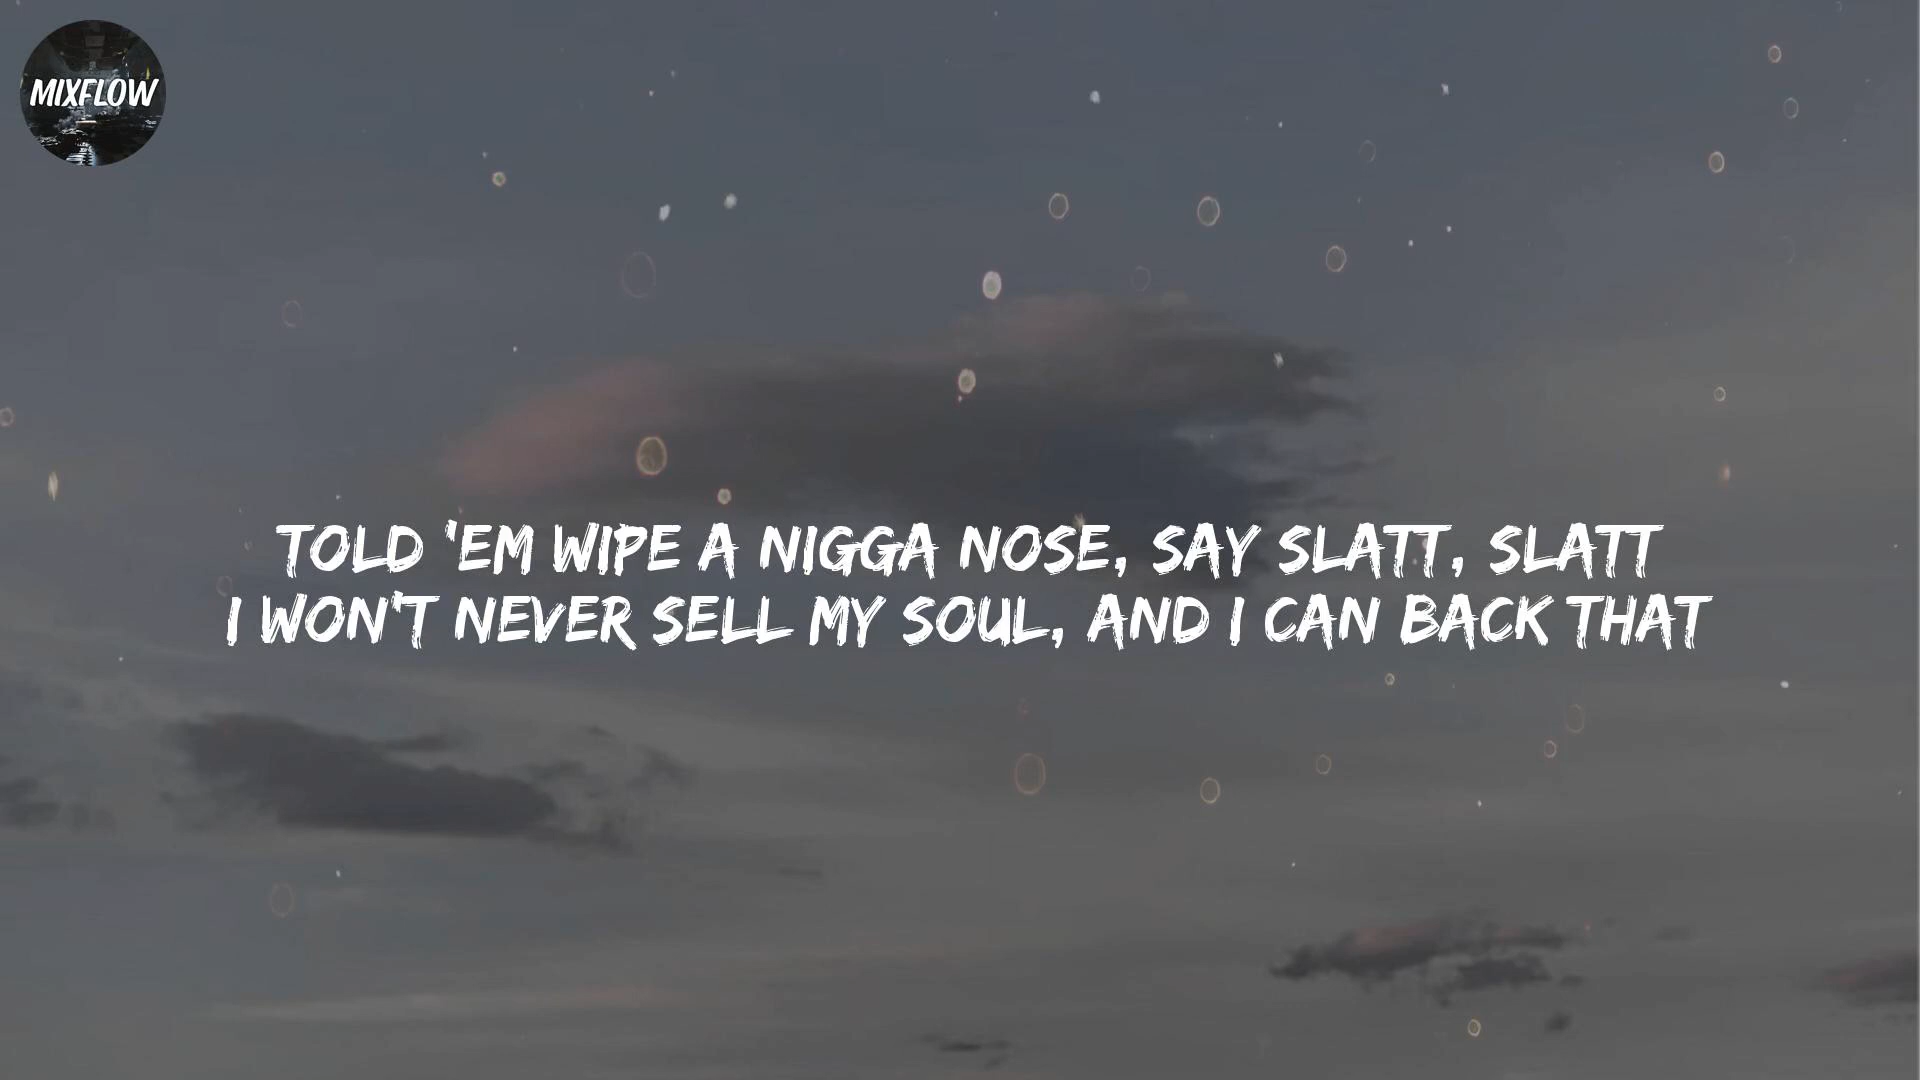 MIXFLOW
TOLD 'EM WIPE A NIGGA NOSE, SAY SLATT, SLATT
I WON'T NEVER SELL MY SOUL, AND I CAN BACK THAT